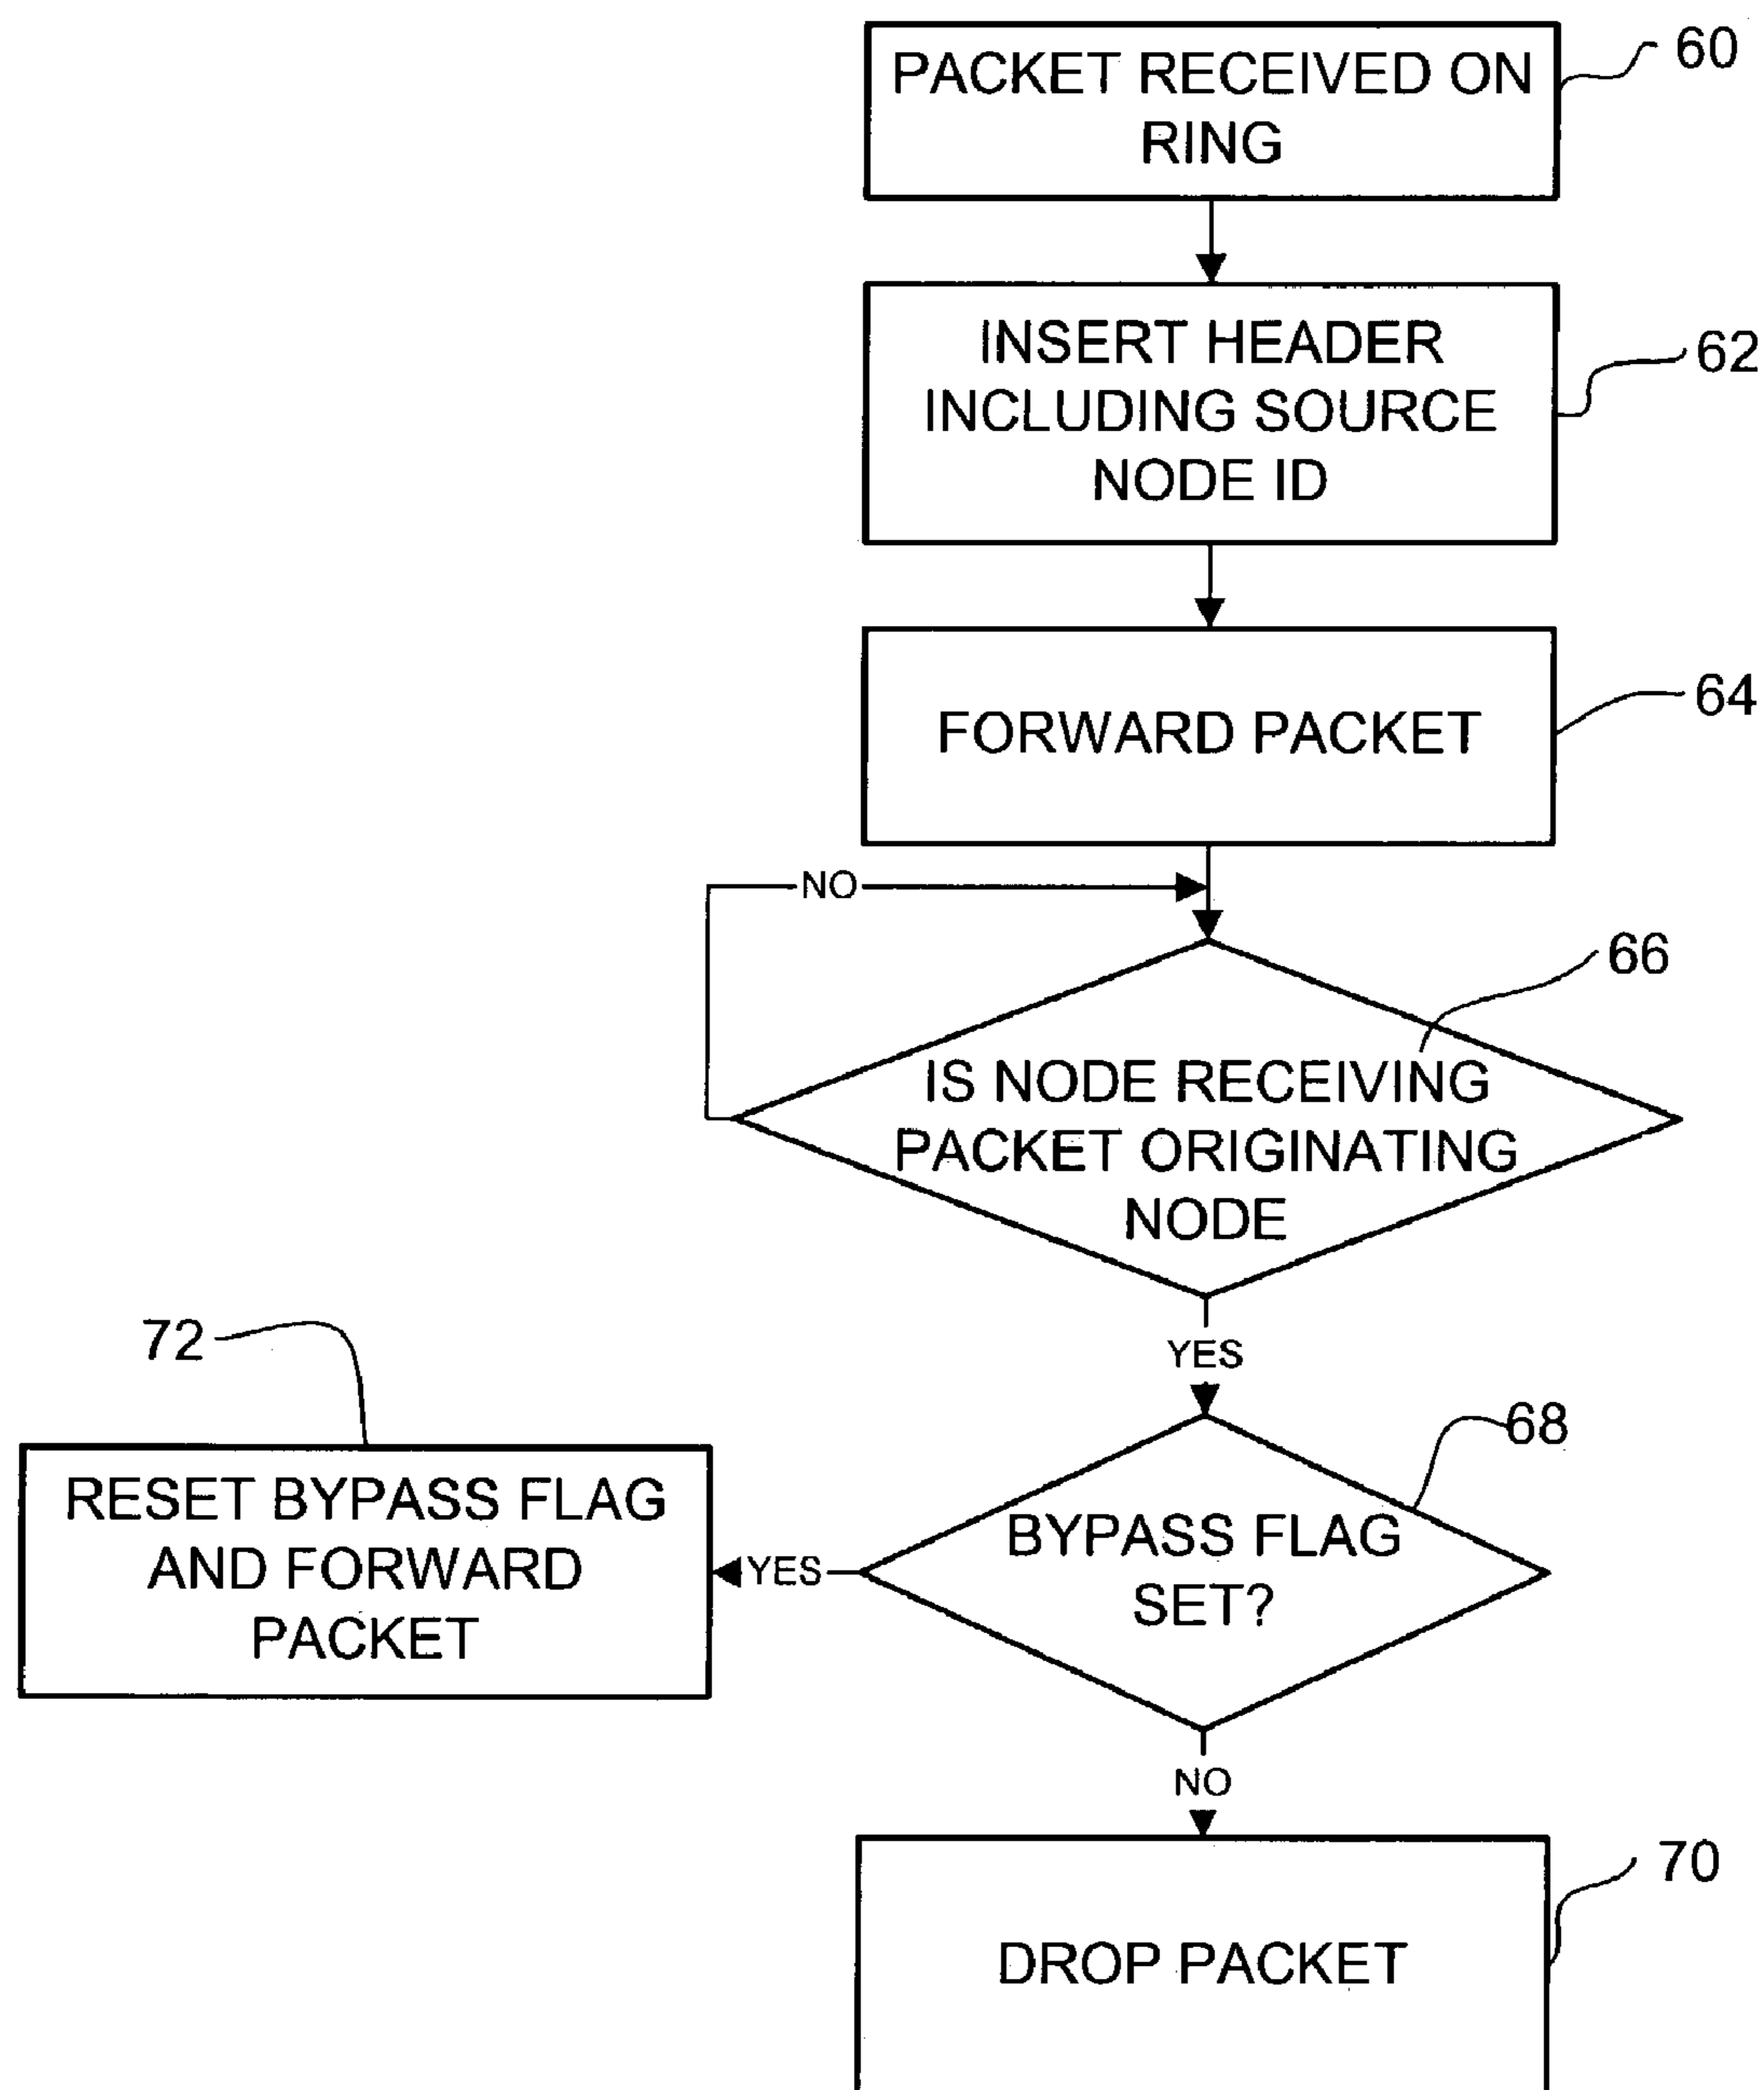 PACKET RECEIVED ON
RING
60
INSERT HEADER
INCLUDING SOURCE
NODE ID
62
FORWARD PACKET
64
NO
66
IS NODE RECEIVING
PACKET ORIGINATING
NODE
YES
72
68
RESET BYPASS FLAG
AND FORWARD
PACKET
YES
BYPASS FLAG
SET?
NO
70
DROP PACKET